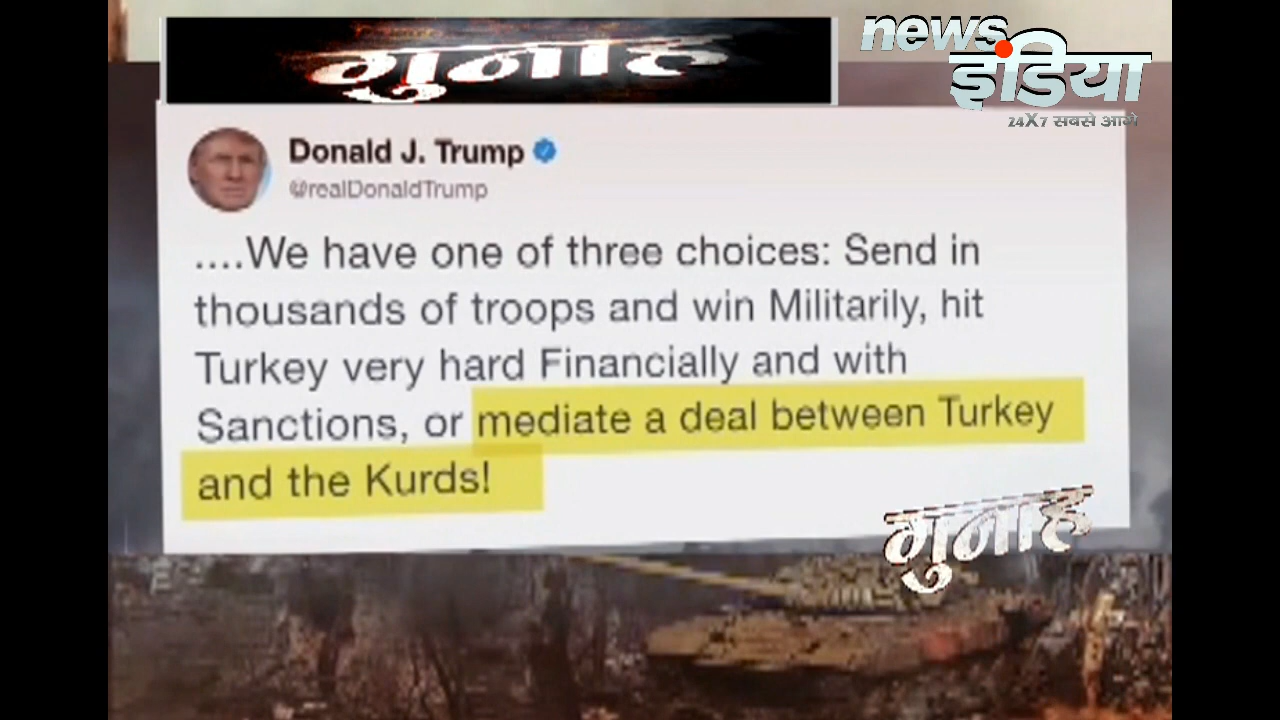 गुनाह
news
इंडिया
24X7 सबसे आगे
Donald J. Trump
@realDonaldTrump
....We have one of three choices: Send in
thousands of troops and win Militarily, hit
Turkey very hard Financially and with
Sanctions, or mediate a deal between Turkey
and the Kurds!
गुनाह